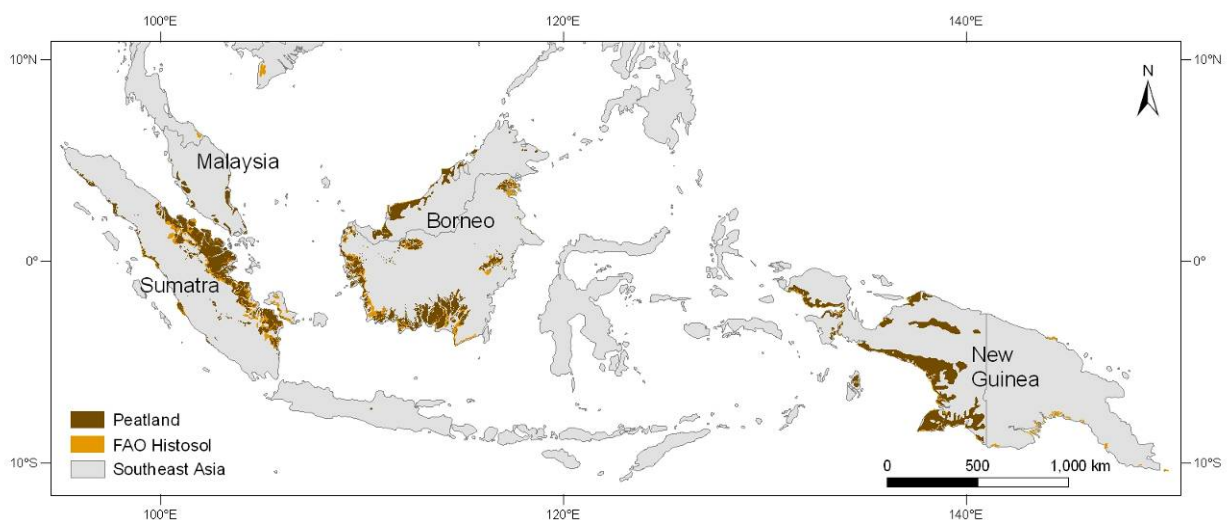 100°E 120°E 140°E
10°N 10°N
N
Malaysia
Borneo
0° 0°
Sumatra
New
Guinea
Peatland
FAO Histosol
Southeast Asia
0 500 1,000 km
10°S 10°S
100°E 120°E 140°E